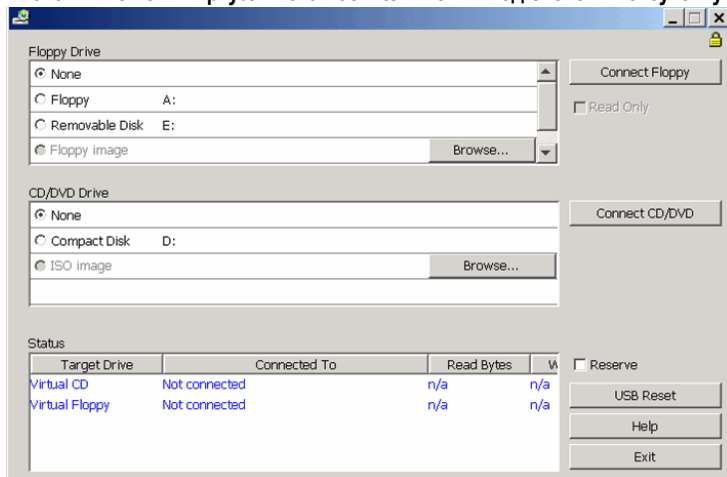 Floppy Drive
None
Connect Floppy
Floppy A:
Read Only
Removable Disk E:
Floppy image Browse...
CD/DVD Drive
None
Connect CD/DVD
Compact Disk D:
ISO image Browse...
Status
Target Drive Connected To Read Bytes W
Reserve
Virtual CD Not connected n/a n/a
USB Reset
Virtual Floppy Not connected n/a n/a
Help
Exit